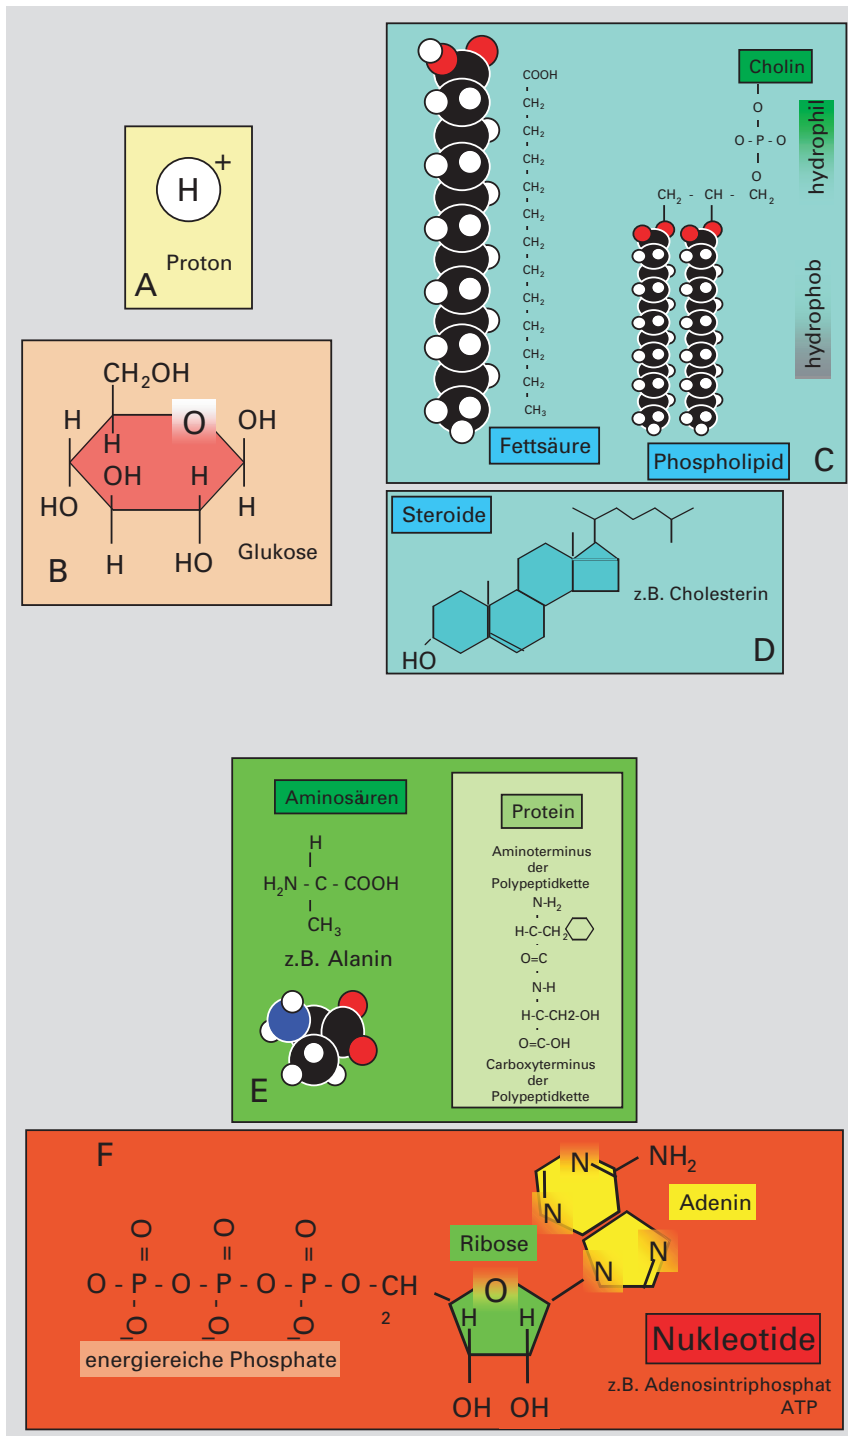 H
+
Proton
A
CH₂OH
H
O
OH
H
OH
H
HO
H
H
HO
Glukose
B
COOH
CH₂
CH₂
CH₂
CH₂
CH₂
CH₂
CH₂
CH₂
CH₂
CH₂
CH₂
CH₃
Fettsäure
Cholin
O
O - P - O
O
CH₂ - CH - CH₂
hydrophil
hydrophob
Phospholipid
C
Steroide
z.B. Cholesterin
HO
D
Aminosäuren
H
H₂N - C - COOH
CH₃
z.B. Alanin
E
Protein
Aminoterminus
der
Polypeptidkette
N-H₂
H-C-CH₂
O=C
N-H
H-C-CH2-OH
O=C-OH
Carboxyterminus
der
Polypeptidkette
F
N
NH₂
N
Adenin
N
N
Ribose
O O O
= = =
O - P - O - P - O - P - O - CH
2
O O O
energiereiche Phosphate
O
H H
OH OH
Nukleotide
z.B. Adenosintriphosphat
ATP